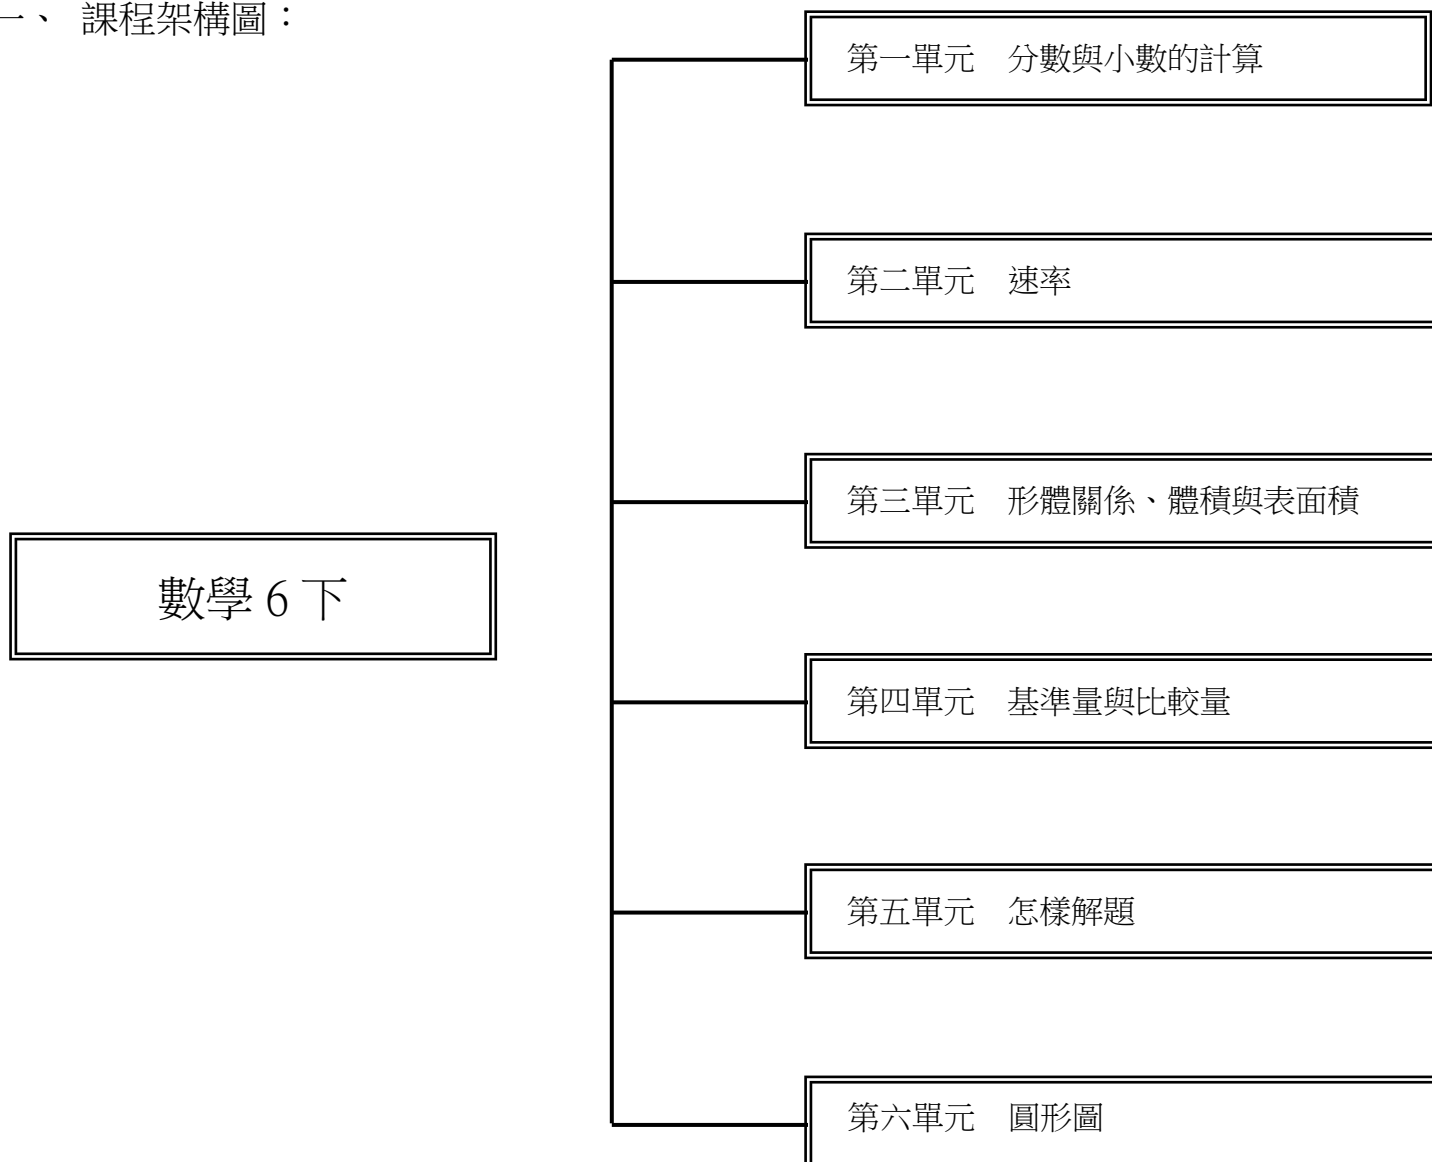 一、 課程架構圖：
第一單元　分數與小數的計算
第二單元　速率
第三單元　形體關係、體積與表面積
數學 6 下
第四單元　基準量與比較量
第五單元　怎樣解題
第六單元　圓形圖